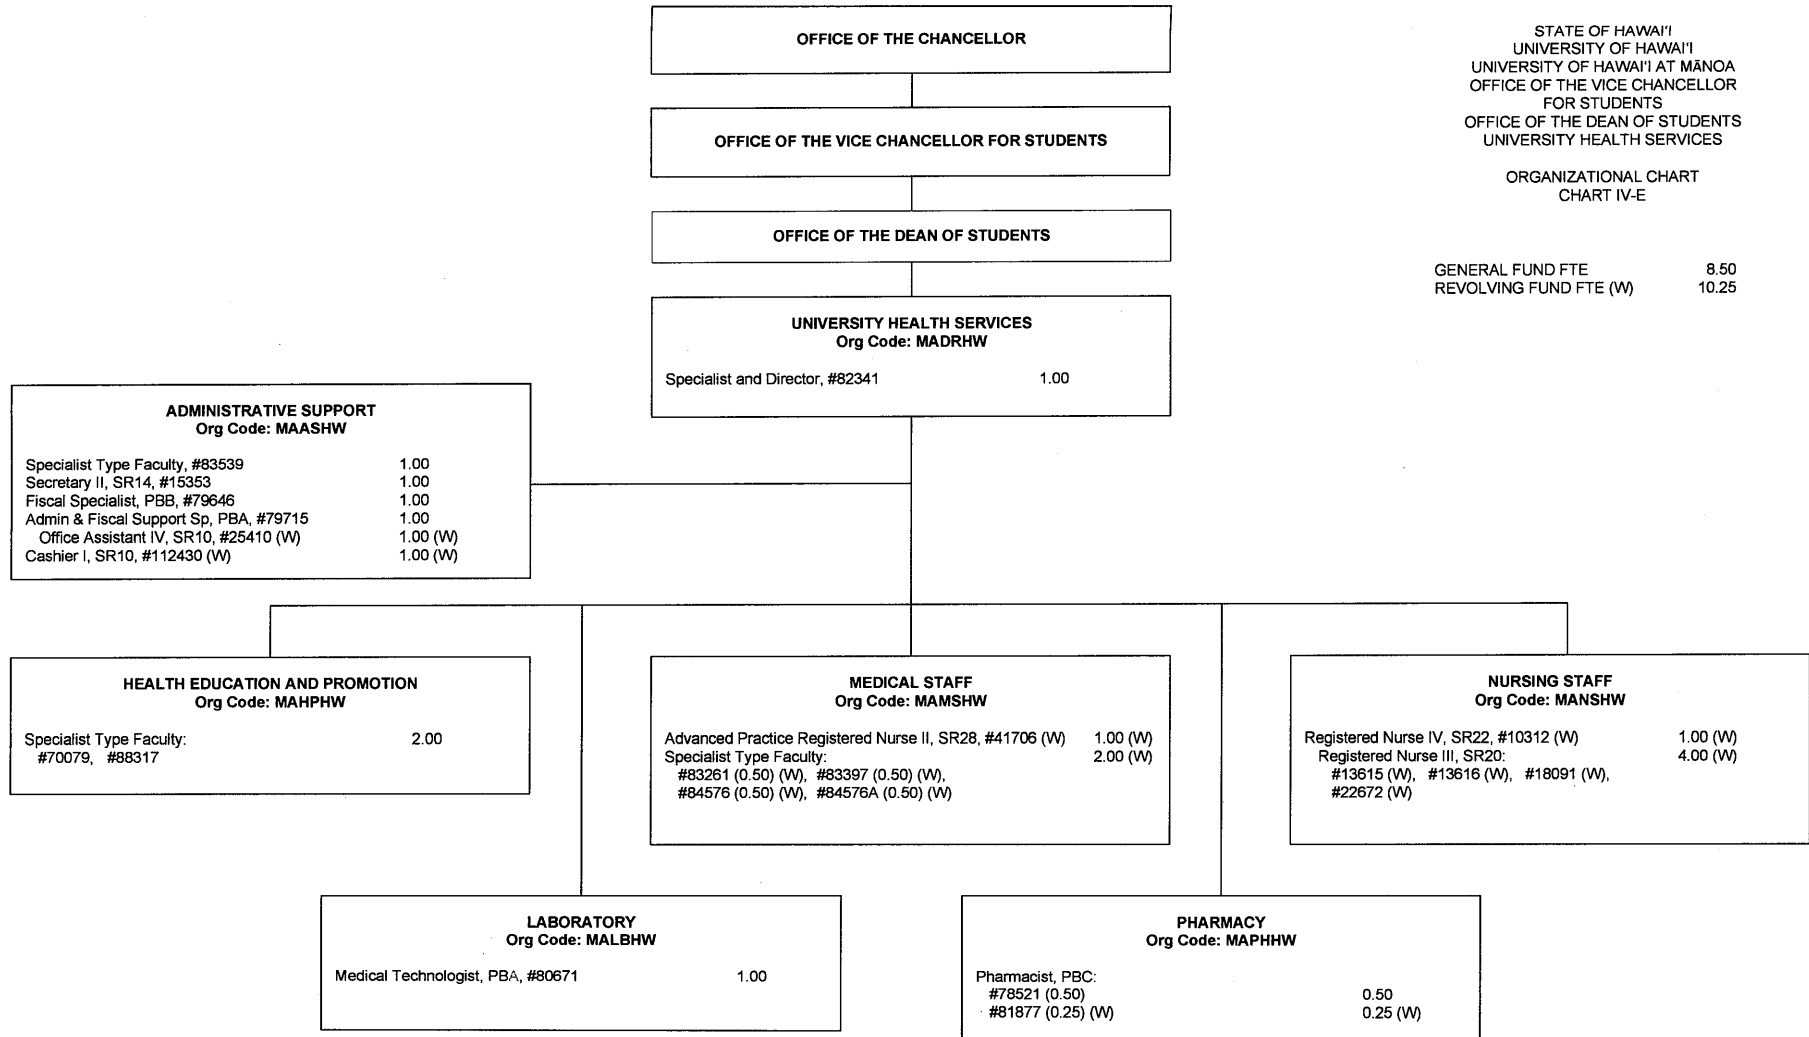 STATE OF HAWAI'I
UNIVERSITY OF HAWAI'I
UNIVERSITY OF HAWAI'I AT MĀNOA
OFFICE OF THE VICE CHANCELLOR
FOR STUDENTS
OFFICE OF THE DEAN OF STUDENTS
UNIVERSITY HEALTH SERVICES
ORGANIZATIONAL CHART
CHART IV-E
GENERAL FUND FTE 8.50
REVOLVING FUND FTE (W) 10.25
OFFICE OF THE CHANCELLOR
OFFICE OF THE VICE CHANCELLOR FOR STUDENTS
OFFICE OF THE DEAN OF STUDENTS
UNIVERSITY HEALTH SERVICES
Org Code: MADRHW
Specialist and Director, #82341 1.00
ADMINISTRATIVE SUPPORT
Org Code: MAASHW
Specialist Type Faculty, #83539 1.00
Secretary II, SR14, #15353 1.00
Fiscal Specialist, PBB, #79646 1.00
Admin & Fiscal Support Sp, PBA, #79715 1.00
Office Assistant IV, SR10, #25410 (W) 1.00 (W)
Cashier I, SR10, #112430 (W) 1.00 (W)
HEALTH EDUCATION AND PROMOTION
Org Code: MAHPHW
Specialist Type Faculty: 2.00
#70079, #88317
MEDICAL STAFF
Org Code: MAMSHW
Advanced Practice Registered Nurse II, SR28, #41706 (W) 1.00 (W)
Specialist Type Faculty: 2.00 (W)
#83261 (0.50) (W), #83397 (0.50) (W),
#84576 (0.50) (W), #84576A (0.50) (W)
NURSING STAFF
Org Code: MANSHW
Registered Nurse IV, SR22, #10312 (W) 1.00 (W)
Registered Nurse III, SR20: 4.00 (W)
#13615 (W), #13616 (W), #18091 (W),
#22672 (W)
LABORATORY
Org Code: MALBHW
Medical Technologist, PBA, #80671 1.00
PHARMACY
Org Code: MAPHHW
Pharmacist, PBC:
#78521 (0.50) 0.50
#81877 (0.25) (W) 0.25 (W)